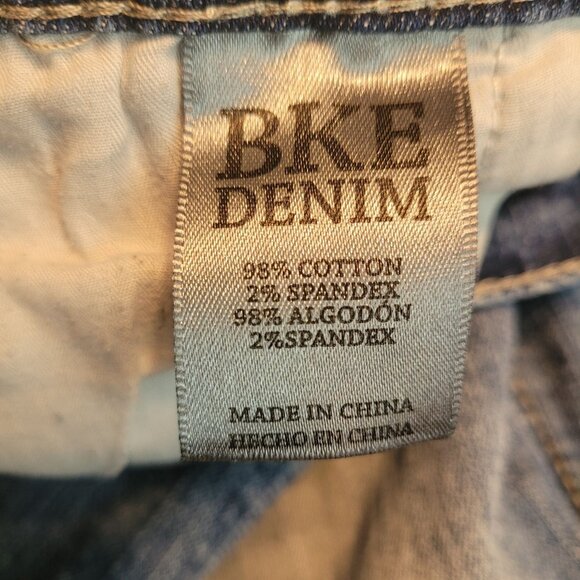 BKE
DENIM
98% COTTON
2% SPANDEX
98% ALGODÓN
2%SPANDEX
MADE IN CHINA
HECHO EN CHINA